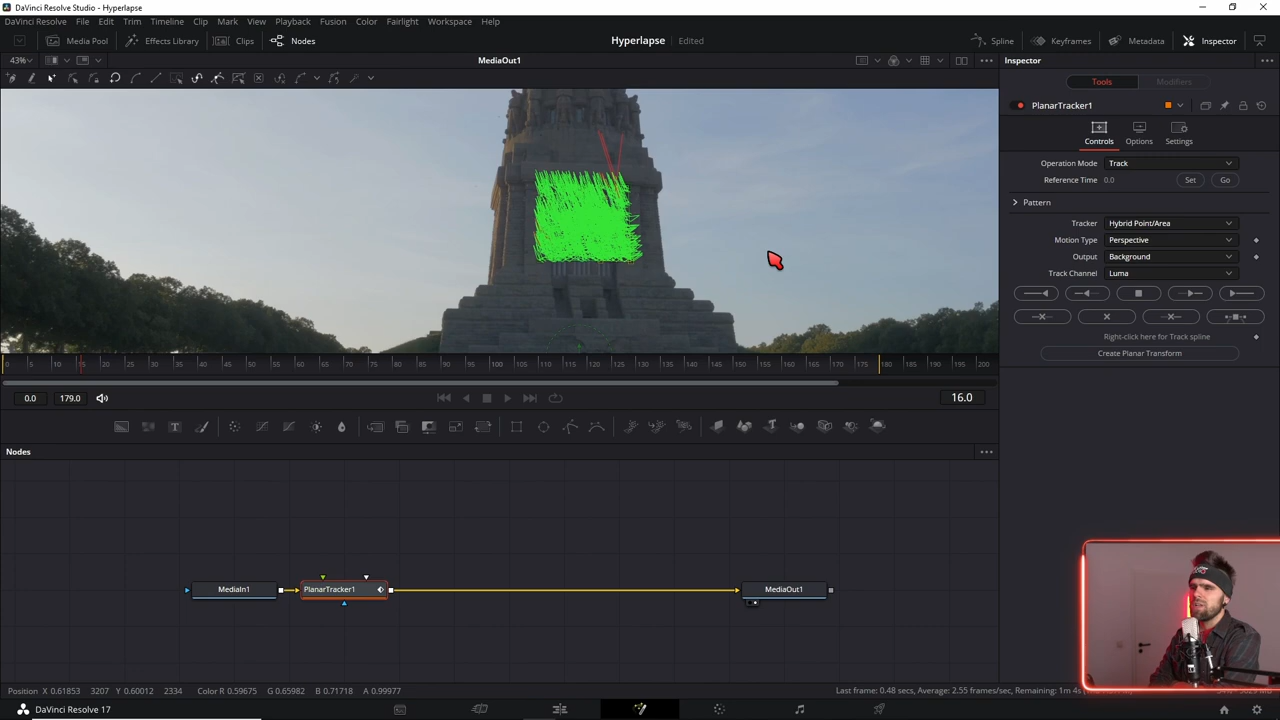 DaVinci Resolve Studio - Hyperlapse
DaVinci Resolve File Edit Trim Timeline Clip Mark View Playback Fusion Color Fairlight Workspace Help
Media Pool Effects Library Clips Nodes Hyperlapse Edited Spline Keyframes Metadata Inspector
43% MediaOut1 Inspector
Tools Modifiers
PlanarTracker1
Controls Options Settings
Operation Mode Track
Reference Time 0.0 Set Go
Pattern
Tracker Hybrid Point/Area
Motion Type Perspective
Output Background
Track Channel Luma
Right-click here for Track spline
Create Planar Transform
0 5 10 15 20 25 30 35 40 45 50 55 60 65 70 75 80 85 90 95 100 105 110 115 120 125 130 135 140 145 150 155 160 165 170 175 180 185 190 195 200
0.0 179.0 16.0
Nodes
MediaIn1 PlanarTracker1 MediaOut1
Position X 0.61853 3207 Y 0.60012 2334 Color R 0.59675 G 0.65982 B 0.71718 A 0.99977 Last frame: 0.48 secs, Average: 2.55 frames/sec, Remaining: 1m 4s
DaVinci Resolve 17